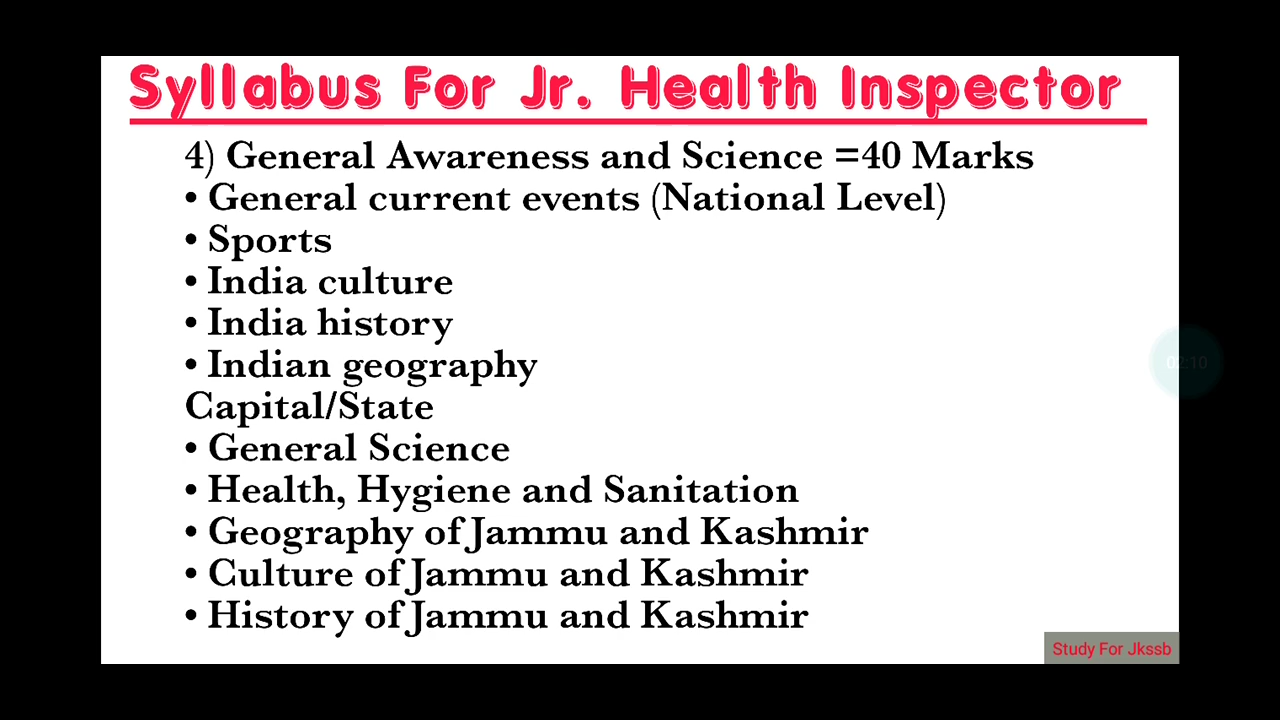 Syllabus For Jr. Health Inspector
4) General Awareness and Science =40 Marks
• General current events (National Level)
• Sports
• India culture
• India history
• Indian geography
Capital/State
• General Science
• Health, Hygiene and Sanitation
• Geography of Jammu and Kashmir
• Culture of Jammu and Kashmir
• History of Jammu and Kashmir
02:10
Study For Jkssb